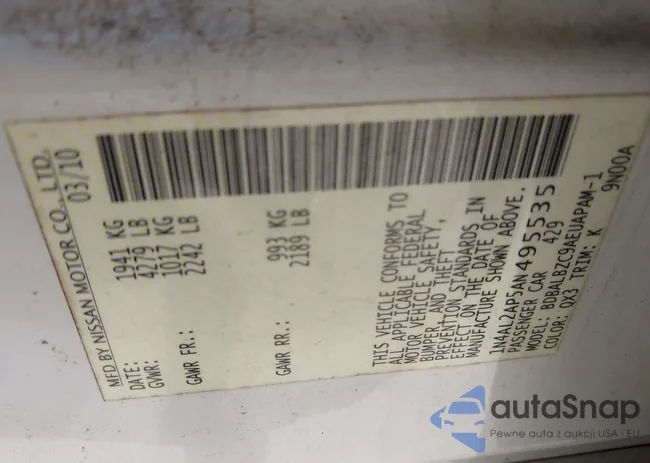 MFD BY NISSAN MOTOR CO., LTD.
DATE: 03/10
GVWR: 1941 KG
4279 LB
GAWR FR.: 1017 KG
2242 LB
GAWR RR.: 993 KG
2189 LB
THIS VEHICLE CONFORMS TO
ALL APPLICABLE FEDERAL
MOTOR VEHICLE SAFETY,
BUMPER, AND THEFT
PREVENTION STANDARDS IN
EFFECT ON THE DATE OF
MANUFACTURE SHOWN ABOVE.
1N4AL2AP5AN495535
PASSENGER CAR 429
MODEL: BDBALBZC9AEUAPAM-1
COLOR: QX3 TRIM: K 9N00A
autaSnap
Pewne auta z aukcji USA i EU